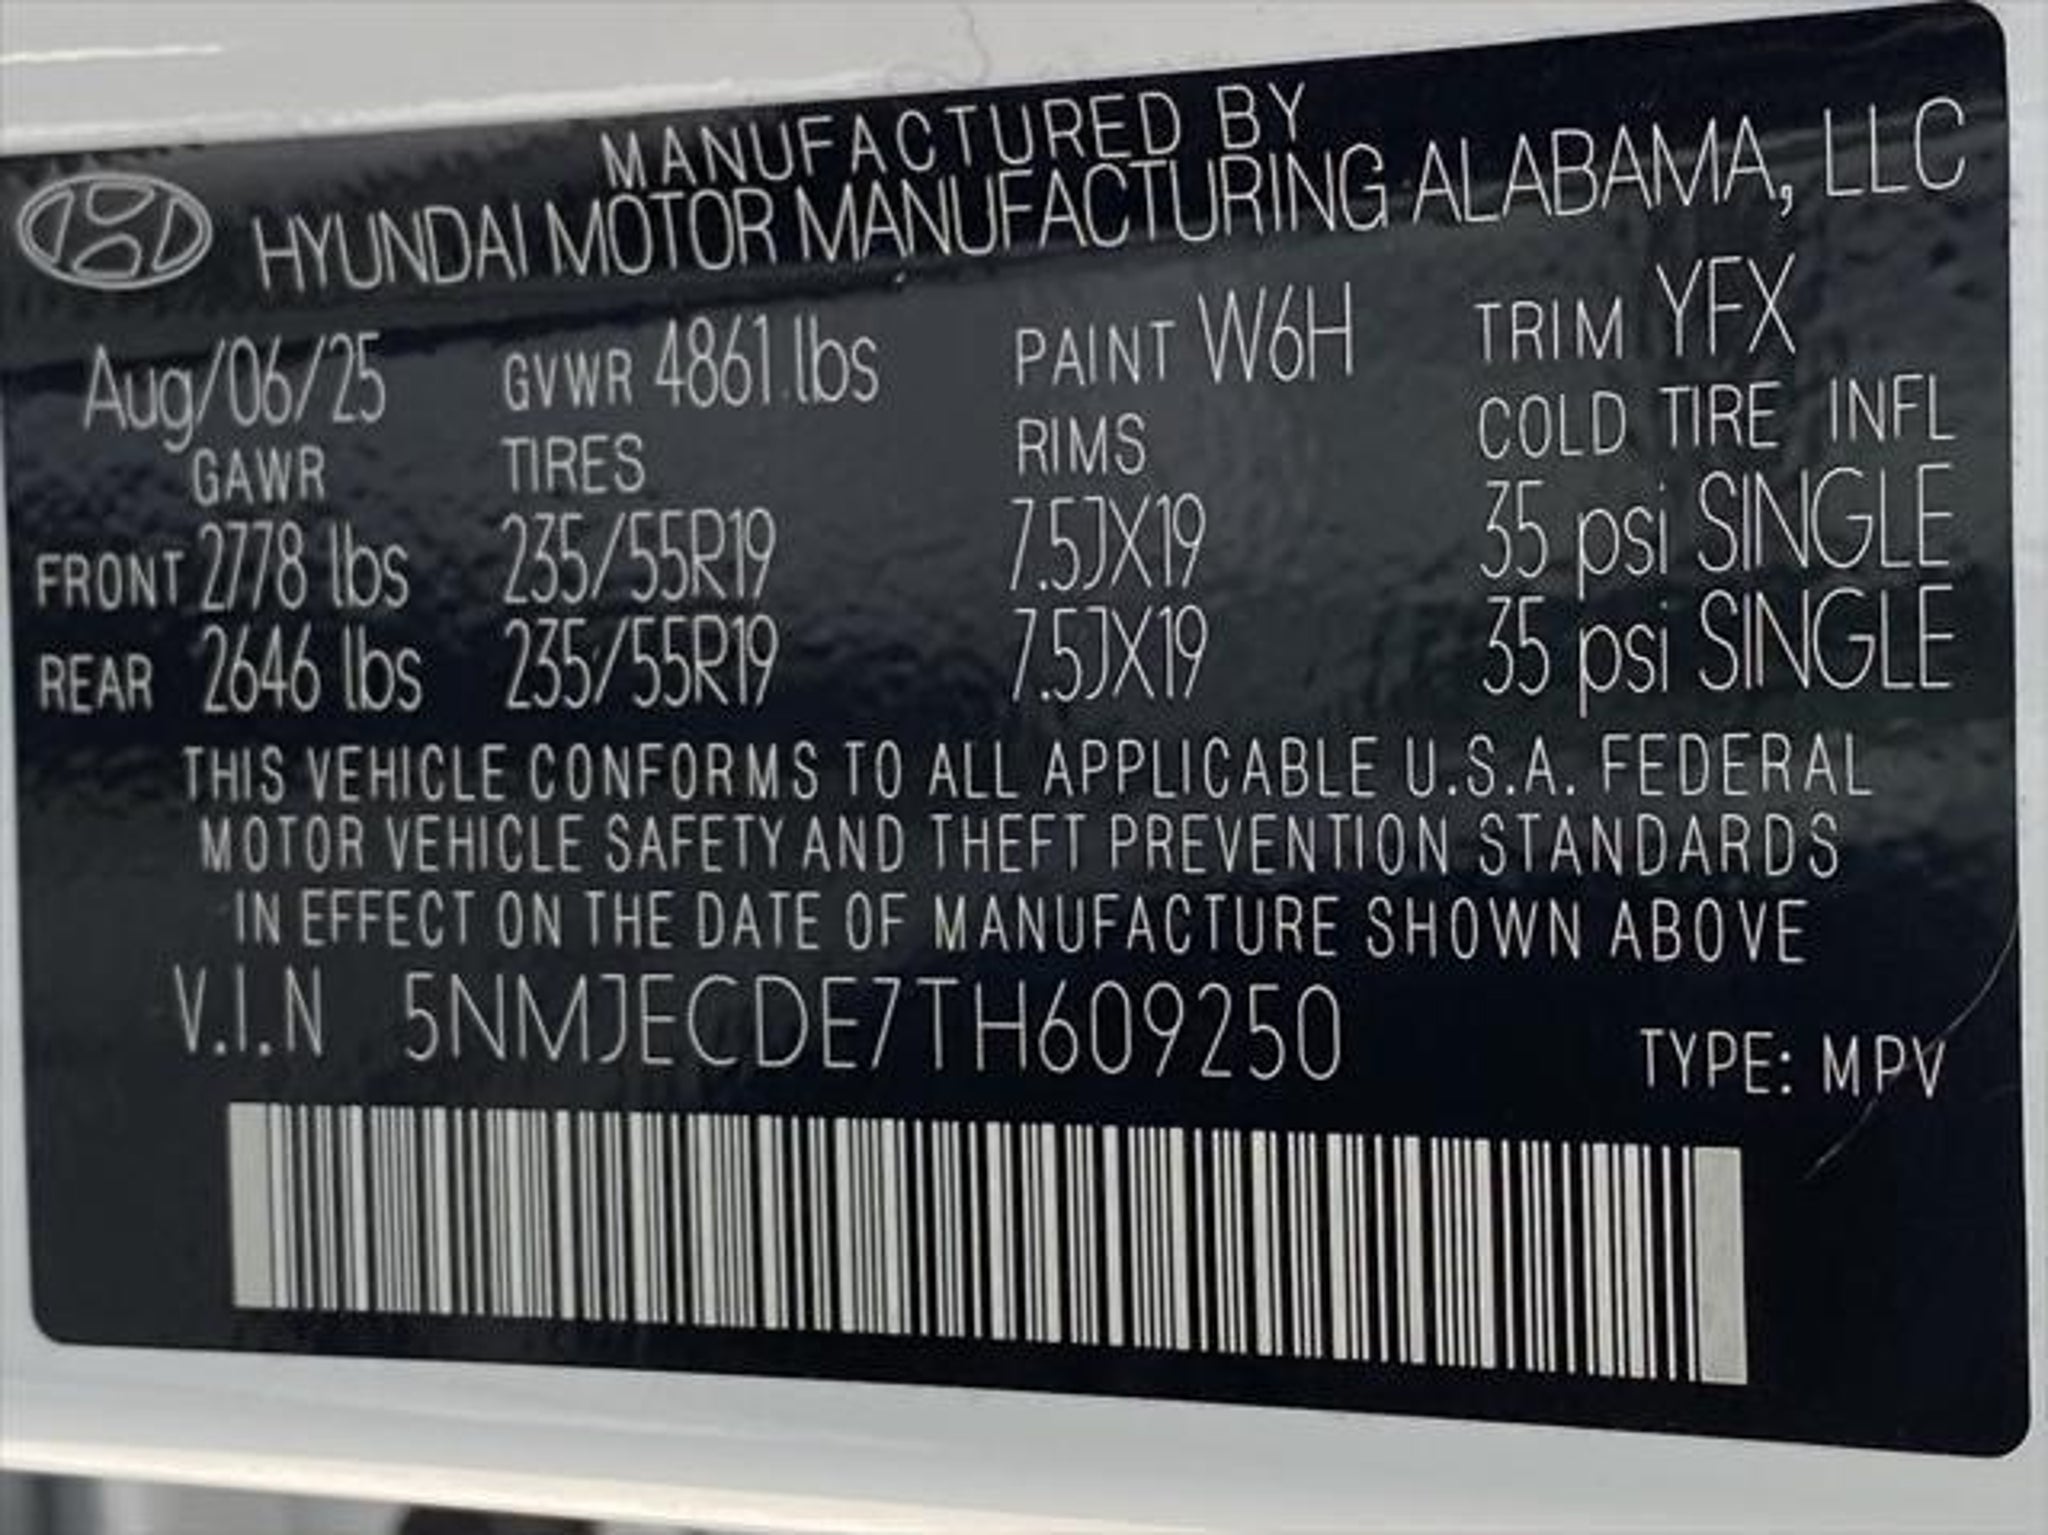 MANUFACTURED BY
HYUNDAI MOTOR MANUFACTURING ALABAMA, LLC
Aug/06/25 GVWR 4861 lbs PAINT W6H TRIM YFX
GAWR TIRES RIMS COLD TIRE INFL
FRONT 2778 lbs 235/55R19 7.5JX19 35 psi SINGLE
REAR 2646 lbs 235/55R19 7.5JX19 35 psi SINGLE
THIS VEHICLE CONFORMS TO ALL APPLICABLE U.S.A. FEDERAL
MOTOR VEHICLE SAFETY AND THEFT PREVENTION STANDARDS
IN EFFECT ON THE DATE OF MANUFACTURE SHOWN ABOVE
V.I.N 5NMJECDE7TH609250
TYPE: MPV